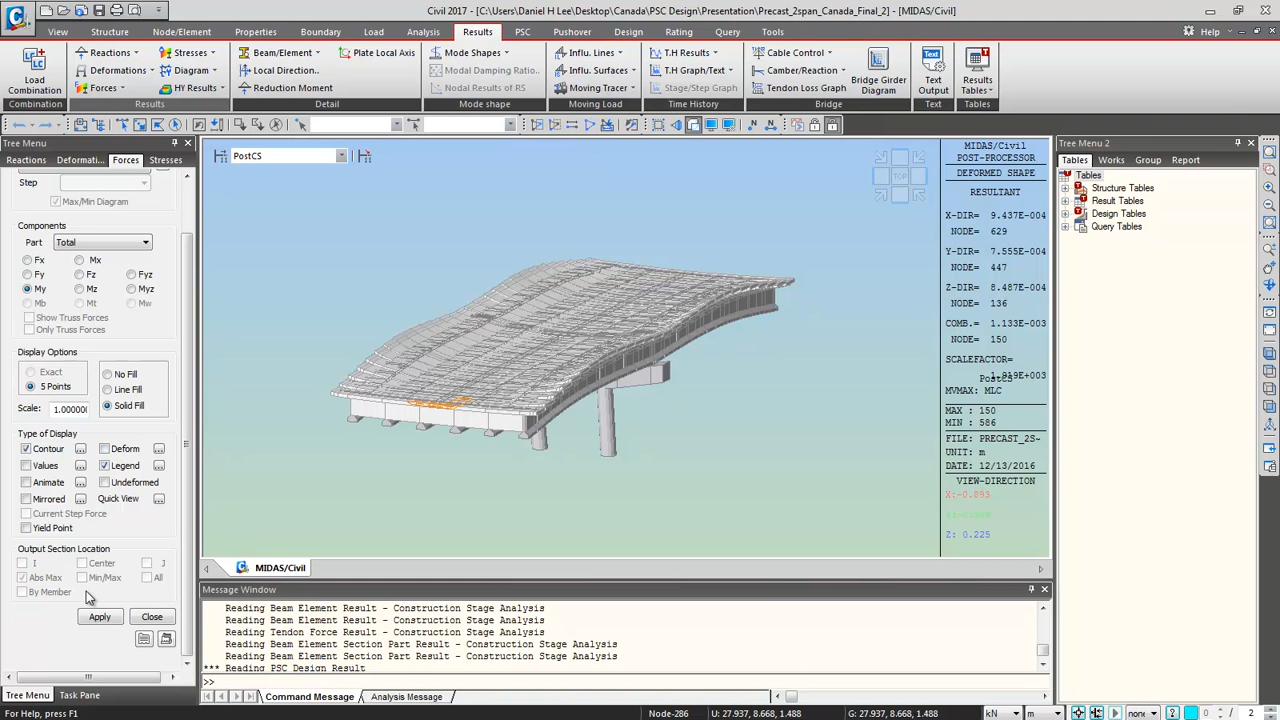 Civil 2017 - [C:\Users\Daniel H Lee\Desktop\Canada\PSC Design\Presentation\Precast_2span_Canada_Final_2] - [MIDAS/Civil]
View Structure Node/Element Properties Boundary Load Analysis Results PSC Pushover Design Rating Query Tools Help
Reactions Stresses Beam/Element Plate Local Axis Mode Shapes Influ. Lines T.H Results Cable Control
Load Combination Deformations Diagram Local Direction.. Modal Damping Ratio.. Influ. Surfaces T.H Graph/Text Camber/Reaction Bridge Girder Diagram Text Output Results Tables
Forces HY Results Reduction Moment Nodal Results of RS Moving Tracer Stage/Step Graph Tendon Loss Graph
Combination Results Detail Mode shape Moving Load Time History Bridge Text Tables
Tree Menu
Reactions Deformati... Forces Stresses
Step
Max/Min Diagram
Components
Part Total
Fx Mx
Fy Fz Fyz
My Mz Myz
Mb Mt Mw
Show Truss Forces
Only Truss Forces
Display Options
Exact No Fill
5 Points Line Fill
Scale: 1.00000 Solid Fill
Type of Display
Contour ... Deform ...
Values ... Legend ...
Animate ... Undeformed
Mirrored ... Quick View ...
Current Step Force
Yield Point
Output Section Location
I Center J
Abs Max Min/Max All
By Member
Apply Close
Tree Menu Task Pane
PostCS
TOP
MIDAS/Civil
POST-PROCESSOR
DEFORMED SHAPE
RESULTANT
X-DIR= 9.437E-004
NODE= 629
Y-DIR= 7.555E-004
NODE= 447
Z-DIR= 8.487E-004
NODE= 136
COMB.= 1.133E-003
NODE= 150
SCALEFACTOR=
1.919E+003
PostCS
MVMAX: MLC
MAX : 150
MIN : 586
FILE: PRECAST_2S~
UNIT: m
DATE: 12/13/2016
VIEW-DIRECTION
X:-0.893
Z: 0.225
MIDAS/Civil
Message Window
Reading Beam Element Result - Construction Stage Analysis
Reading Beam Element Result - Construction Stage Analysis
Reading Tendon Force Result - Construction Stage Analysis
Reading Beam Element Section Part Result - Construction Stage Analysis
Reading Beam Element Section Part Result - Construction Stage Analysis
*** Reading PSC Design Result
>>
Command Message Analysis Message
Tree Menu 2
Tables Works Group Report
Tables
Structure Tables
Result Tables
Design Tables
Query Tables
For Help, press F1 Node-286 U: 27.937, 8.668, 1.488 G: 27.937, 8.668, 1.488 kN m none ? 0 / 2